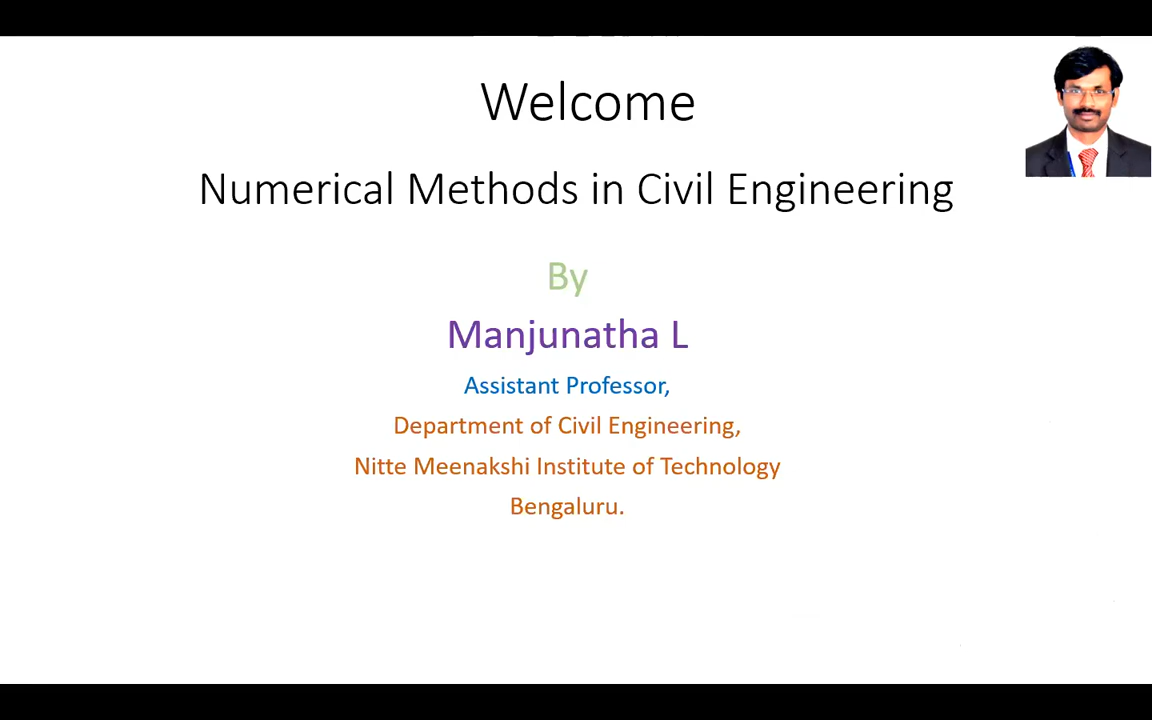 Welcome
Numerical Methods in Civil Engineering
By
Manjunatha L
Assistant Professor,
Department of Civil Engineering,
Nitte Meenakshi Institute of Technology
Bengaluru.